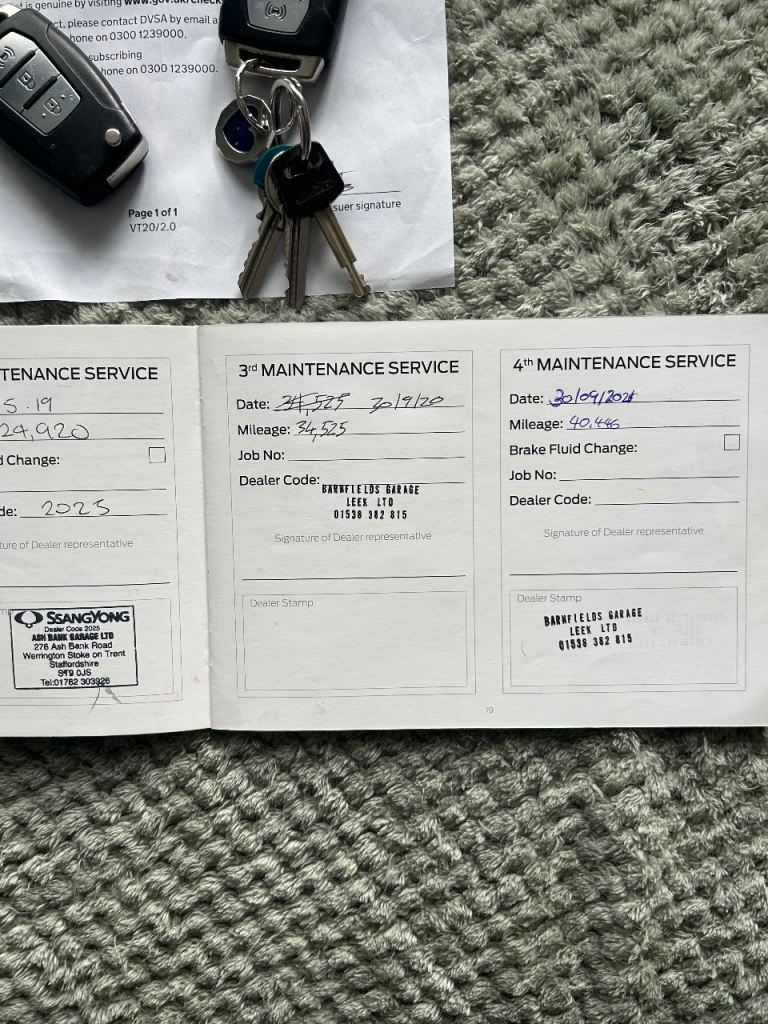 t is genuine by visiting www.gov.uk/check
ct, please contact DVSA by email a
hone on 0300 1239000.
subscribing
hone on 0300 1239000.
suer signature
Page 1 of 1
VT20/2.0
TENANCE SERVICE
5.19
24,920
d Change:
de: 2025
ture of Dealer representative
SSANGYONG
Dealer Code 2025
ASH BANK GARAGE LTD
276 Ash Bank Road
Werrington Stoke on Trent
Staffordshire
ST9 0JS
Tel:01782 303926
3rd MAINTENANCE SERVICE
Date: 34,525 30/9/20
Mileage: 34,525
Job No:
Dealer Code:
BARNFIELDS GARAGE
LEEK LTD
01538 382 815
Signature of Dealer representative
Dealer Stamp
4th MAINTENANCE SERVICE
Date: 30/09/2021
Mileage: 40,446
Brake Fluid Change:
Job No:
Dealer Code:
Signature of Dealer representative
Dealer Stamp
BARNFIELDS GARAGE
LEEK LTD
01538 382 815
19